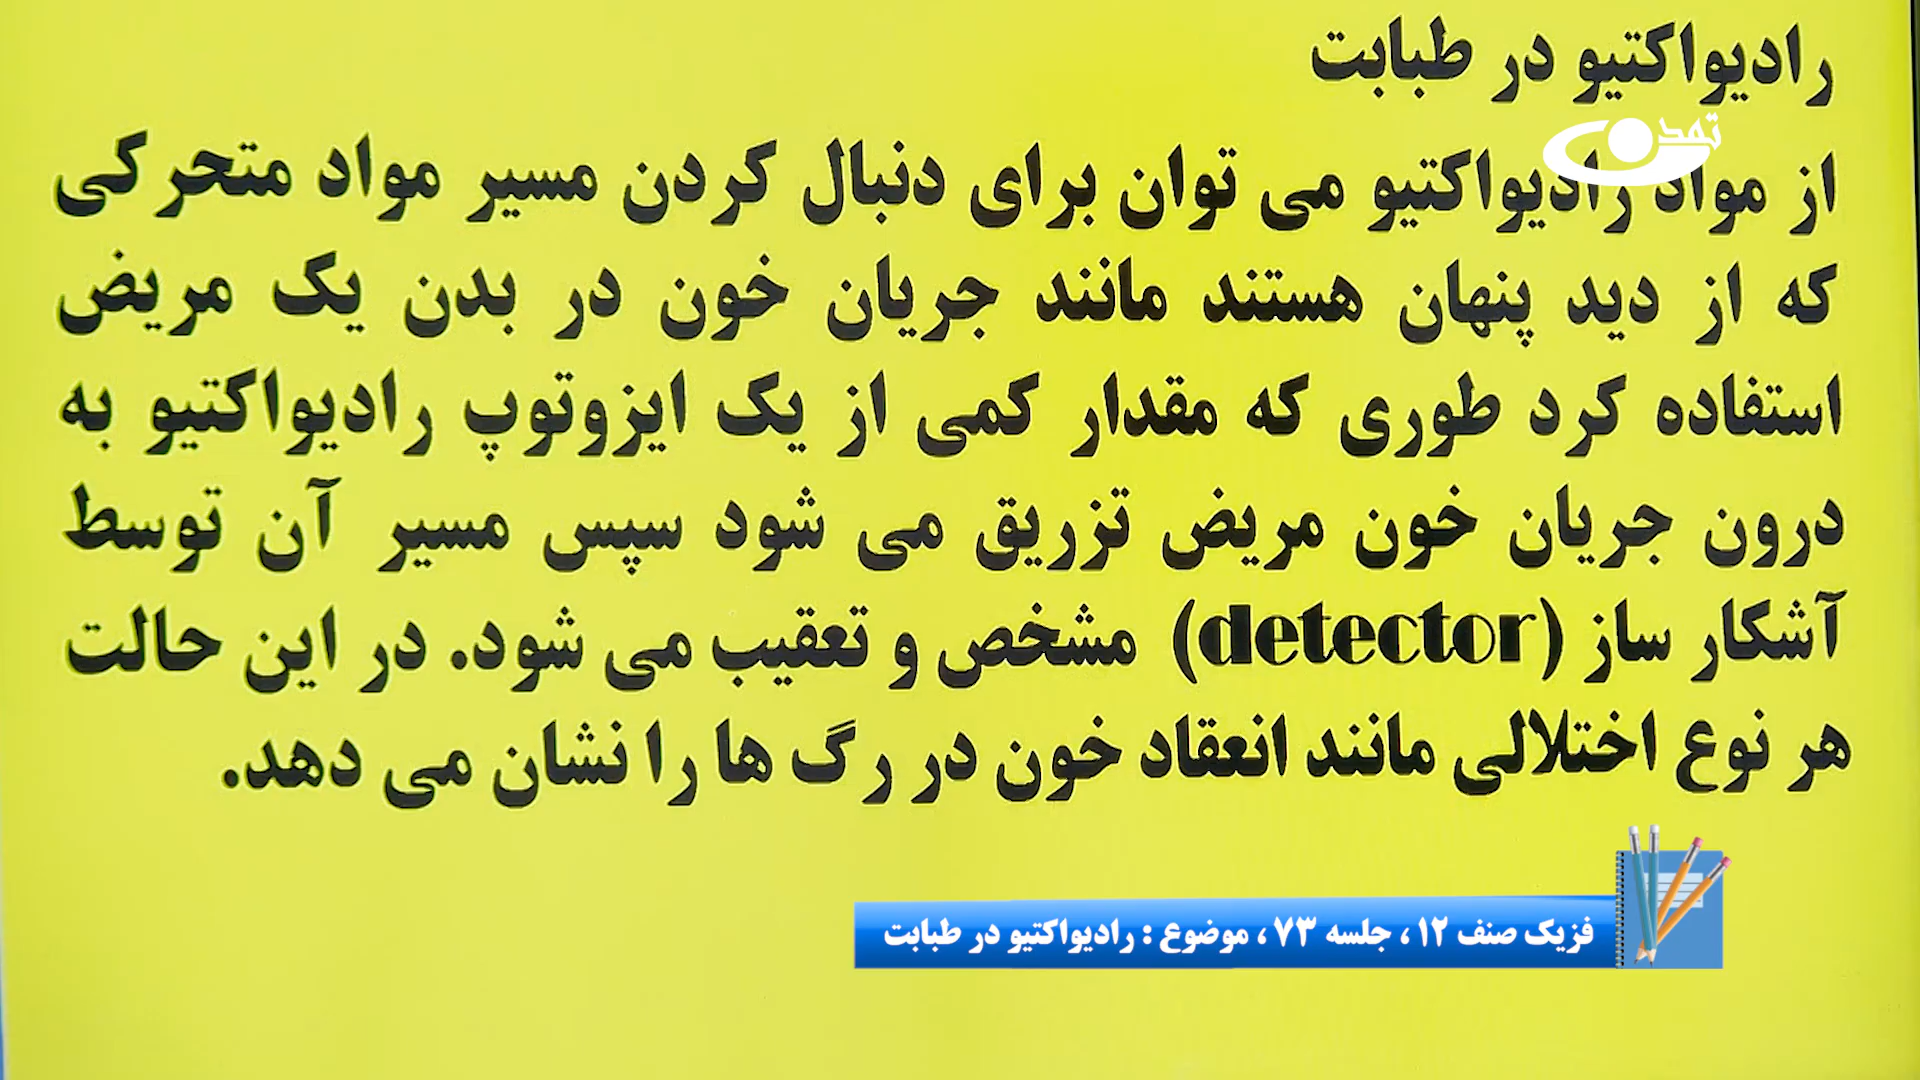 رادیواکتیو در طبابت
تمدن
از مواد رادیواکتیو می توان برای دنبال کردن مسیر مواد متحرکی
که از دید پنهان هستند مانند جریان خون در بدن یک مریض
استفاده کرد طوری که مقدار کمی از یک ایزوتوپ رادیواکتیو به
درون جریان خون مریض تزریق می شود سپس مسیر آن توسط
آشکار ساز (detector) مشخص و تعقیب می شود. در این حالت
هر نوع اختلالی مانند انعقاد خون در رگ ها را نشان می دهد.
فزیک صنف ۱۲ ، جلسه ۷۳ ، موضوع : رادیواکتیو در طبابت